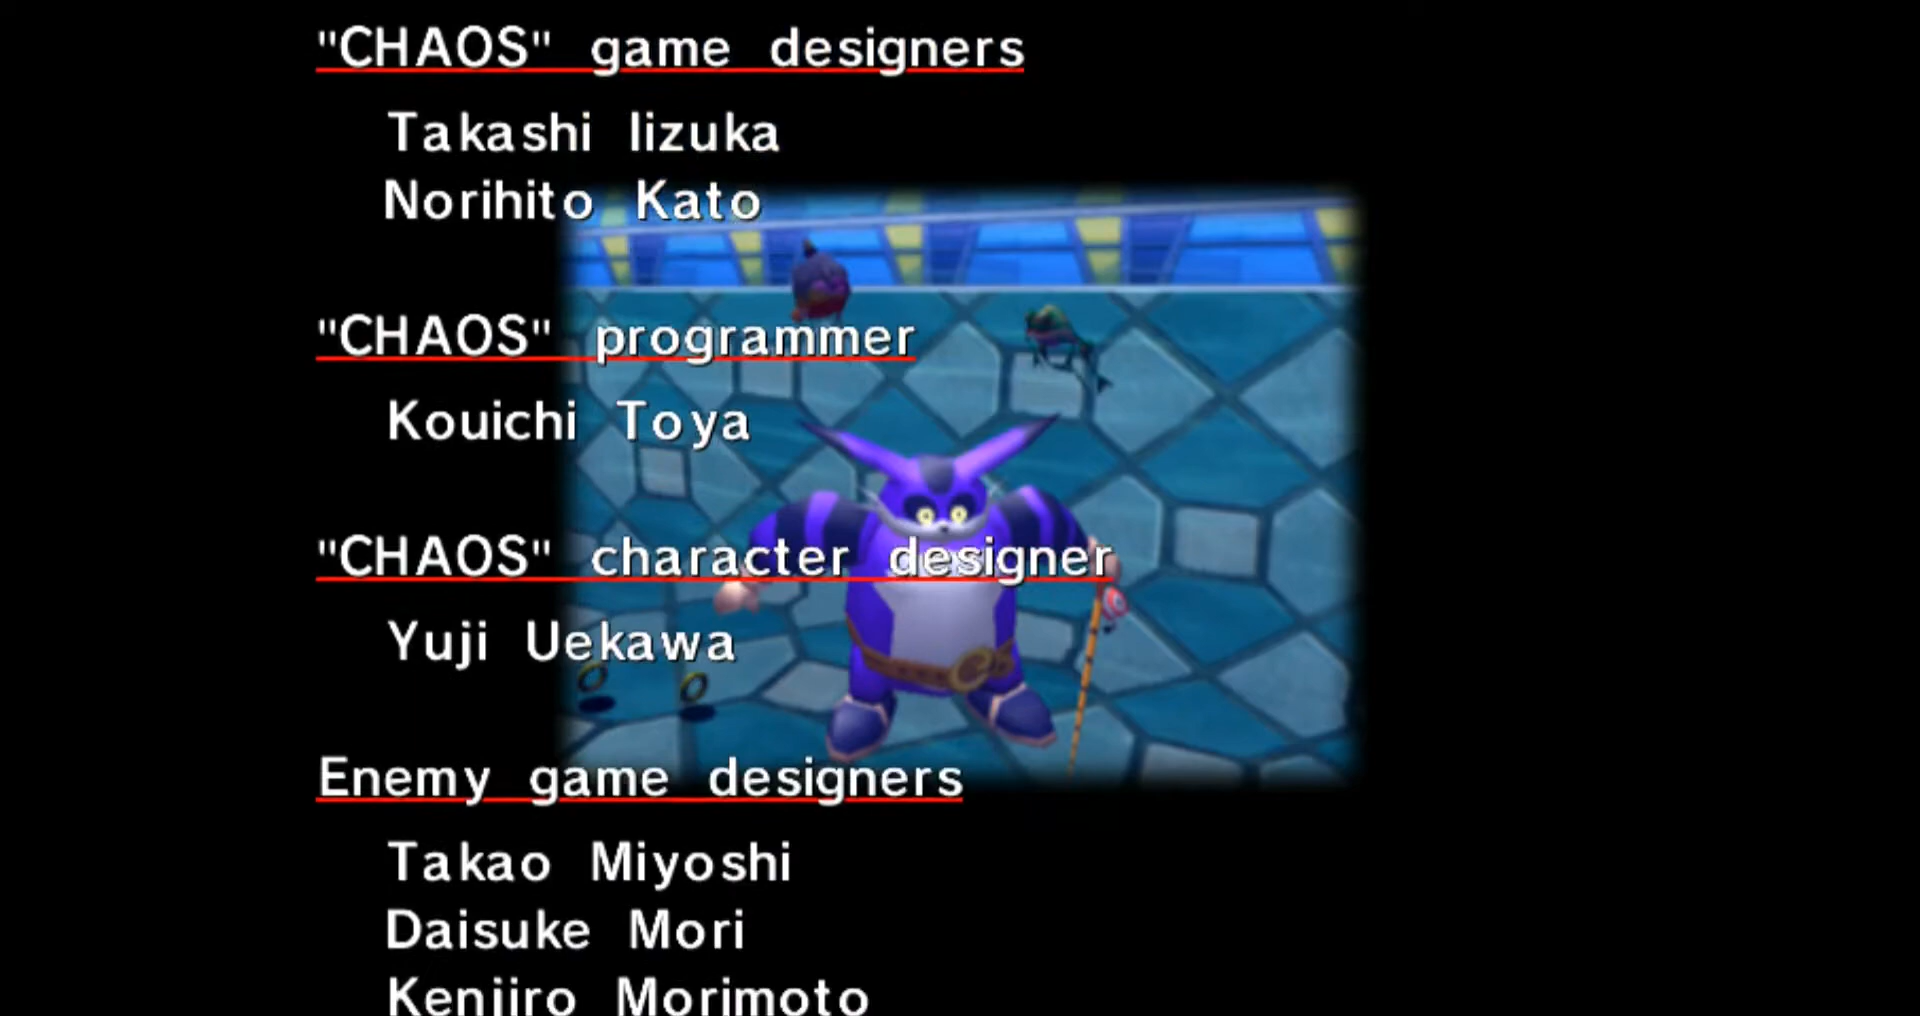 "CHAOS" game designers
Takashi Iizuka
Norihito Kato
"CHAOS" programmer
Kouichi Toya
"CHAOS" character designer
Yuji Uekawa
Enemy game designers
Takao Miyoshi
Daisuke Mori
Kenjiro Morimoto